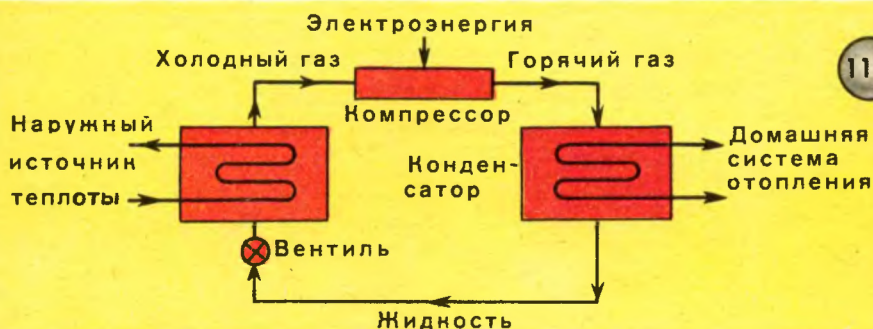 Электроэнергия
Холодный газ
Горячий газ
11
Компрессор
Наружный
источник
теплоты
Конден-
сатор
Домашняя
система
отопления
Вентиль
Жидкость